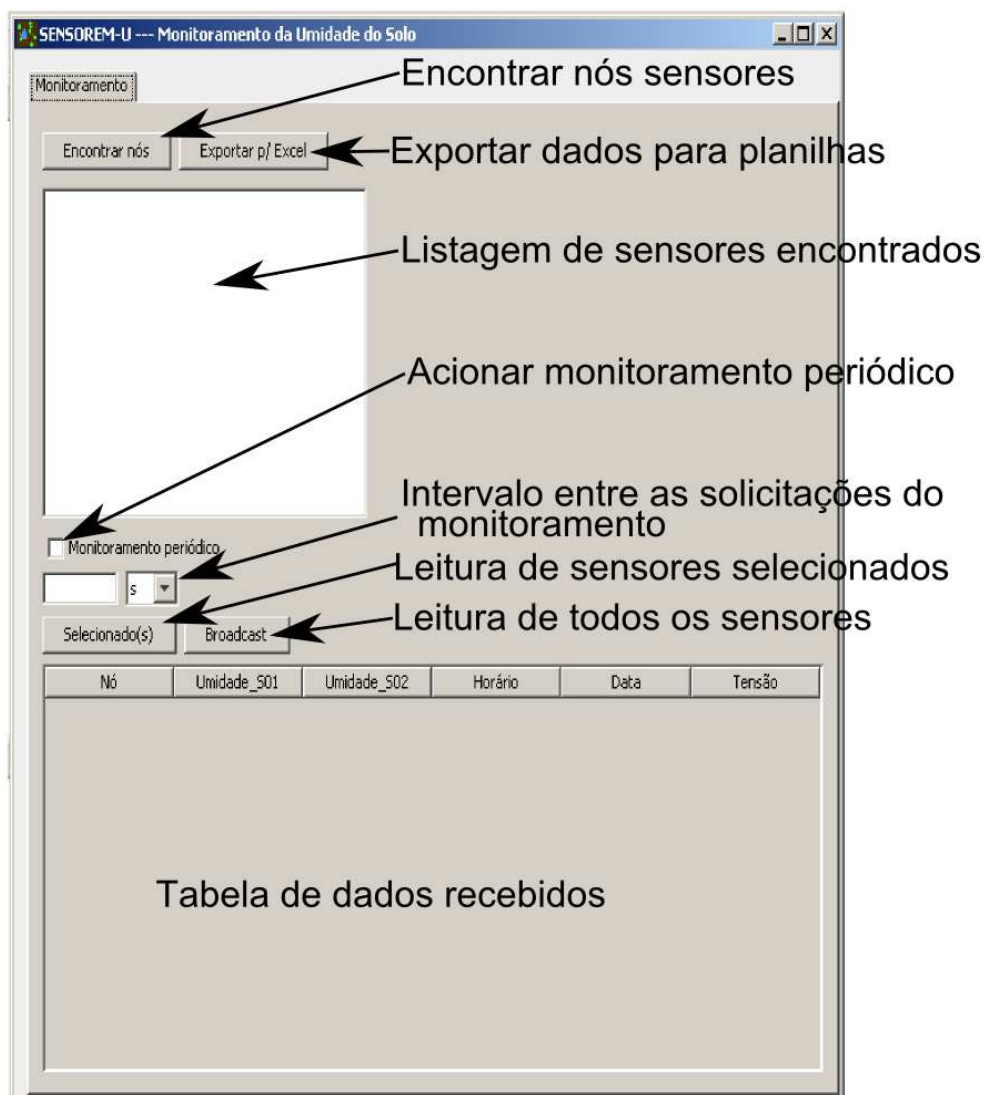 SENSOREM-U --- Monitoramento da Umidade do Solo
Monitoramento
Encontrar nós sensores
Encontrar nós
Exportar p/ Excel
Exportar dados para planilhas
Listagem de sensores encontrados
Acionar monitoramento periódico
Intervalo entre as solicitações do
monitoramento
Monitoramento periódico
s
Leitura de sensores selecionados
Selecionado(s)
Broadcast
Leitura de todos os sensores
Nó Umidade_S01 Umidade_S02 Horário Data Tensão
Tabela de dados recebidos